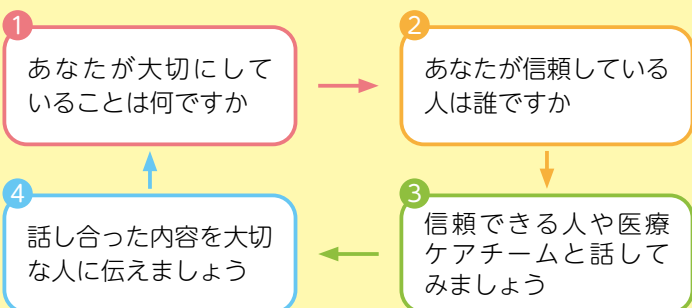 1
あなたが大切にして
いることは何ですか
2
あなたが信頼している
人は誰ですか
3
信頼できる人や医療
ケアチームと話して
みましょう
4
話し合った内容を大切
な人に伝えましょう